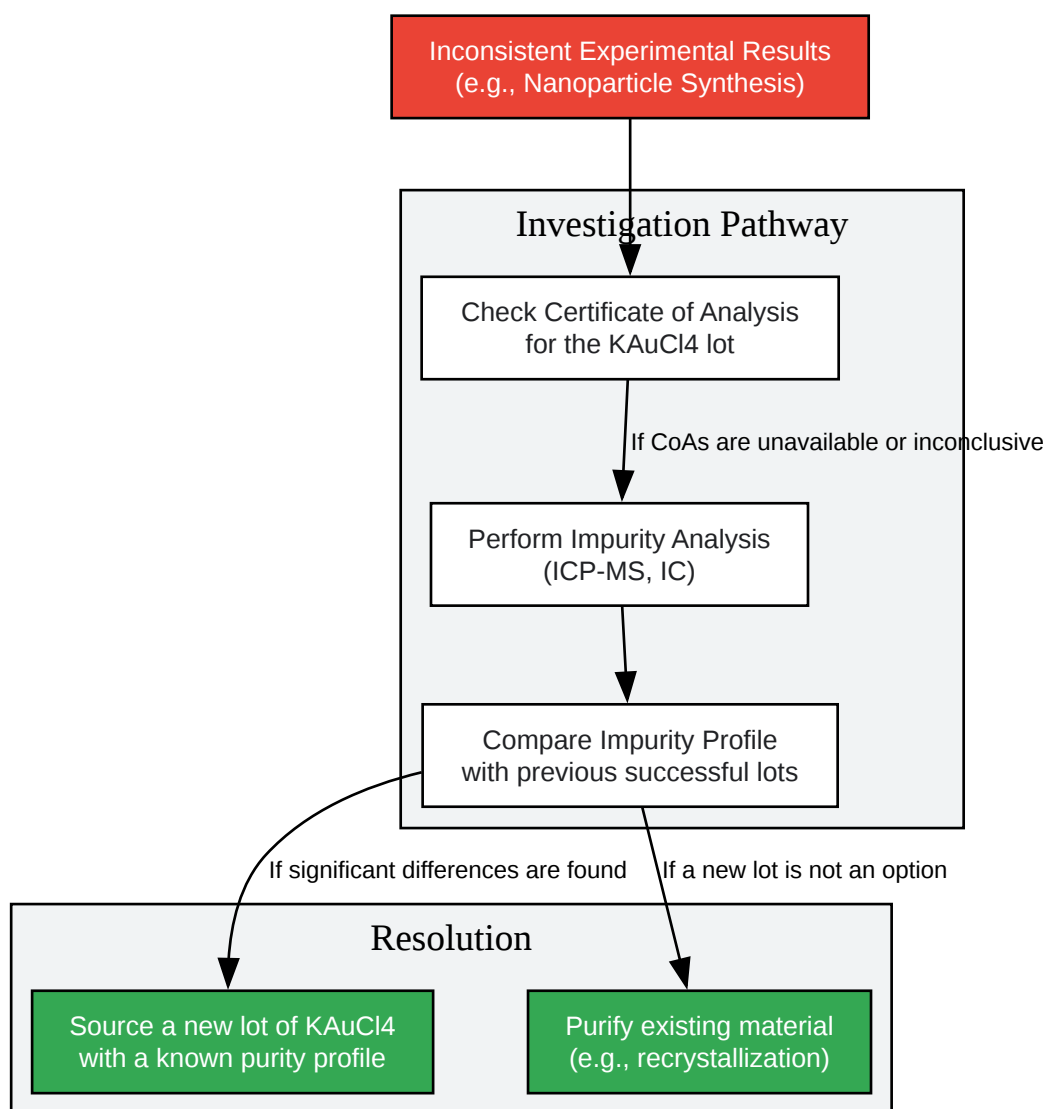 Inconsistent Experimental Results
(e.g., Nanoparticle Synthesis)
Investigation Pathway
Check Certificate of Analysis
for the KAuCl4 lot
If CoAs are unavailable or inconclusive
Perform Impurity Analysis
(ICP-MS, IC)
Compare Impurity Profile
with previous successful lots
If significant differences are found
If a new lot is not an option
Resolution
Source a new lot of KAuCl4
with a known purity profile
Purify existing material
(e.g., recrystallization)